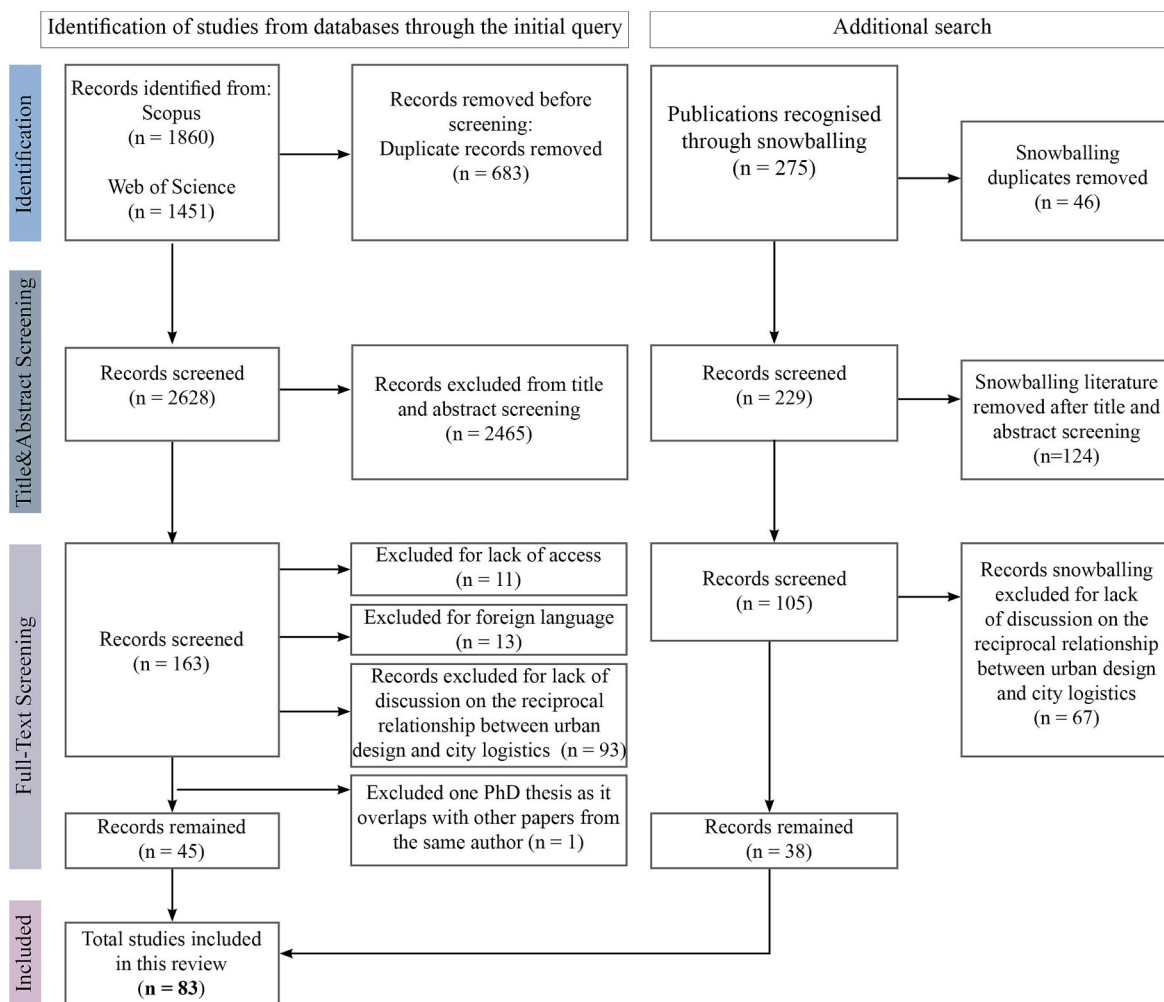 Identification of studies from databases through the initial query
Additional search
Identification
Records identified from:
Scopus
(n = 1860)
Web of Science
(n = 1451)
Records removed before
screening:
Duplicate records removed
(n = 683)
Publications recognised
through snowballing
(n = 275)
Snowballing
duplicates removed
(n = 46)
Title&Abstract Screening
Records screened
(n = 2628)
Records excluded from title
and abstract screening
(n = 2465)
Records screened
(n = 229)
Snowballing literature
removed after title and
abstract screening
(n=124)
Full-Text Screening
Records screened
(n = 163)
Excluded for lack of access
(n = 11)
Excluded for foreign language
(n = 13)
Records excluded for lack of
discussion on the reciprocal
relationship between urban
design and city logistics (n = 93)
Excluded one PhD thesis as it
overlaps with other papers from
the same author (n = 1)
Records remained
(n = 45)
Records screened
(n = 105)
Records snowballing
excluded for lack
of discussion on the
reciprocal relationship
between urban design
and city logistics
(n = 67)
Records remained
(n = 38)
Included
Total studies included
in this review
(n = 83)